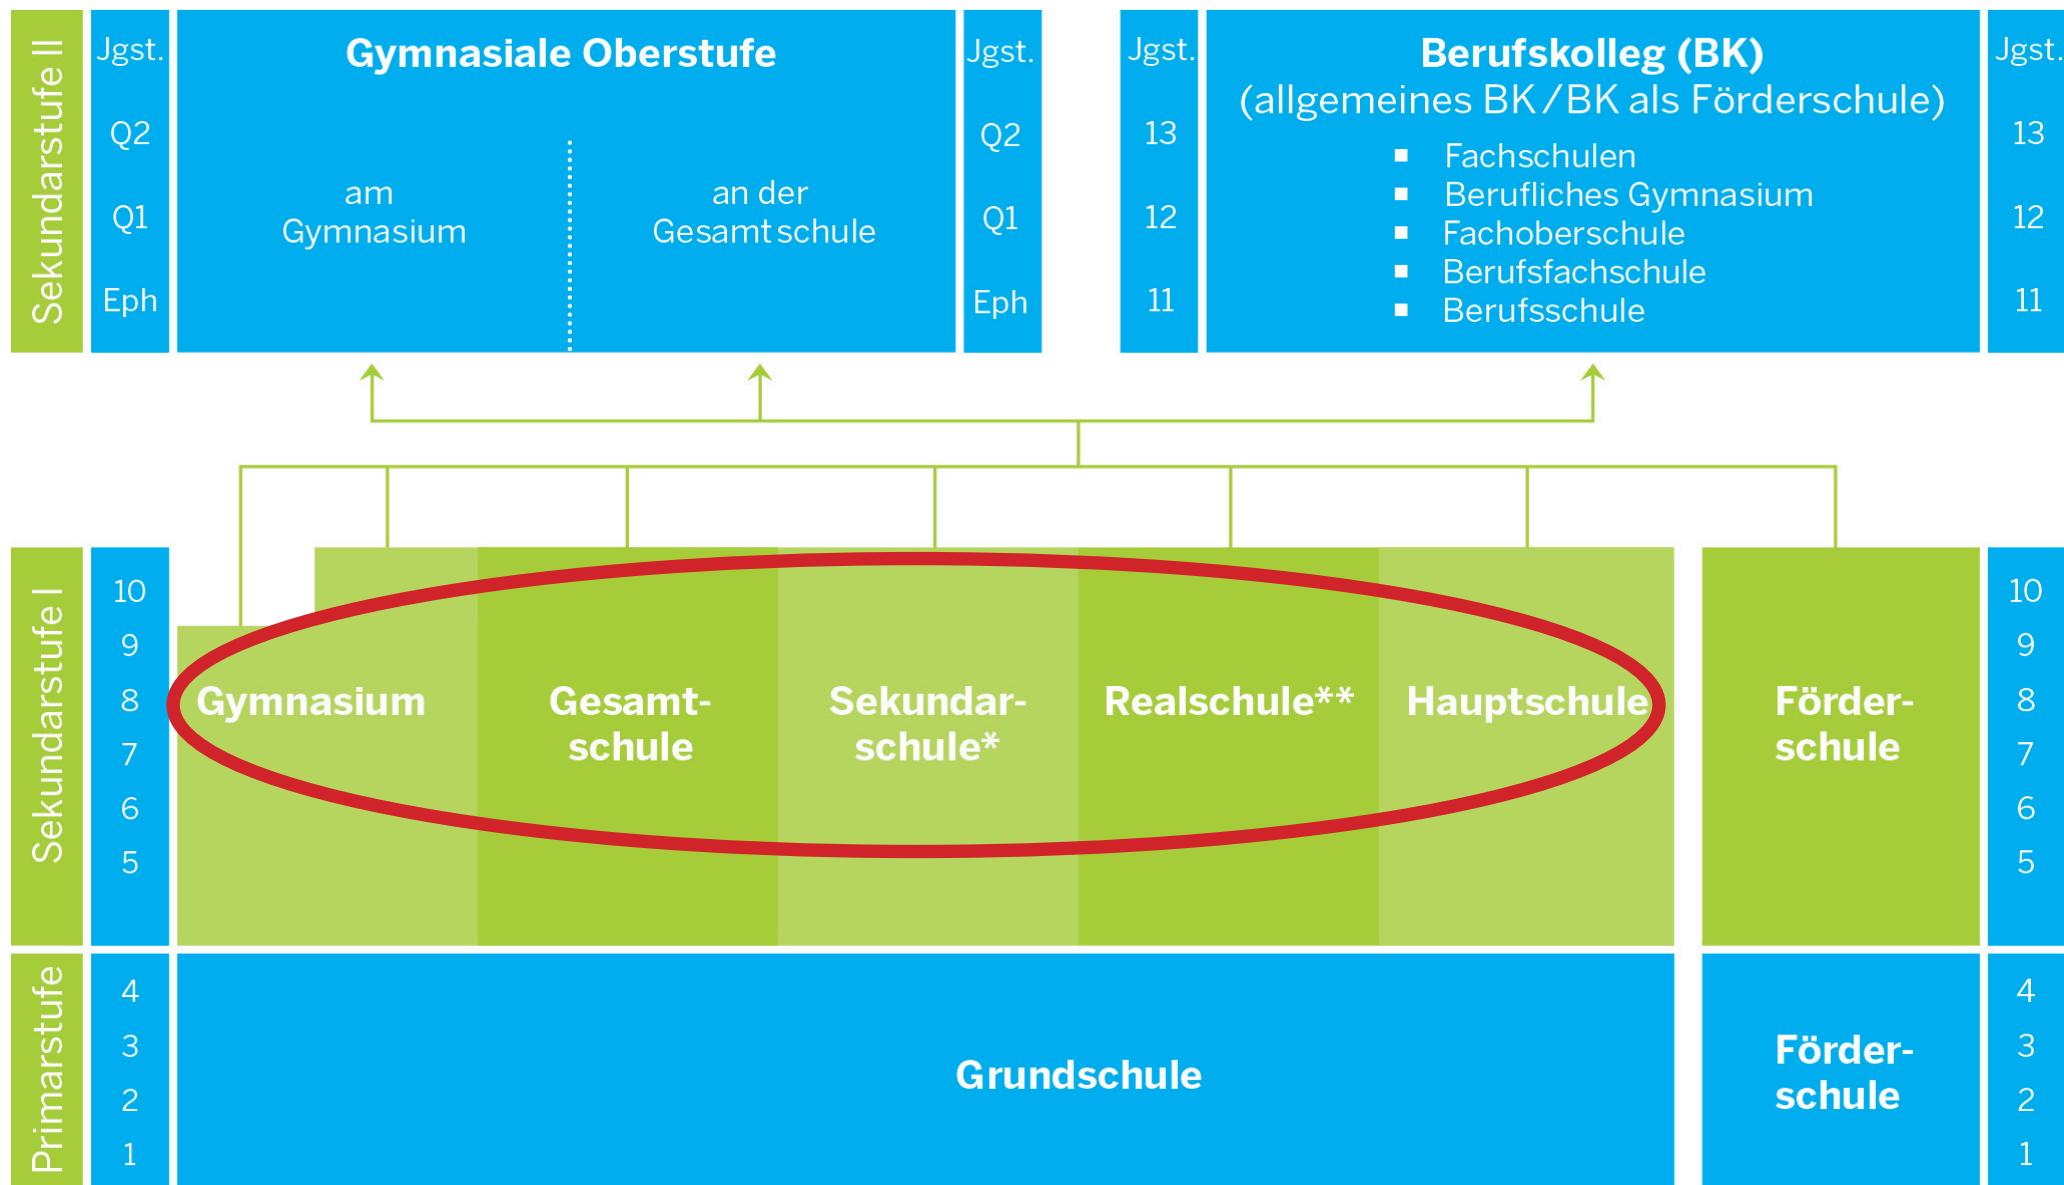 Sekundarstufe II
Jgst.
Q2
Q1
Eph
Gymnasiale Oberstufe
am
Gymnasium
an der
Gesamtschule
Jgst.
Q2
Q1
Eph
Jgst.
13
12
11
Berufskolleg (BK)
(allgemeines BK/BK als Förderschule)
▪ Fachschulen
▪ Berufliches Gymnasium
▪ Fachoberschule
▪ Berufsfachschule
▪ Berufsschule
Jgst.
13
12
11
Sekundarstufe I
10
9
8
7
6
5
Gymnasium
Gesamt-
schule
Sekundar-
schule*
Realschule**
Hauptschule
Förder-
schule
10
9
8
7
6
5
Primarstufe
4
3
2
1
Grundschule
Förder-
schule
4
3
2
1